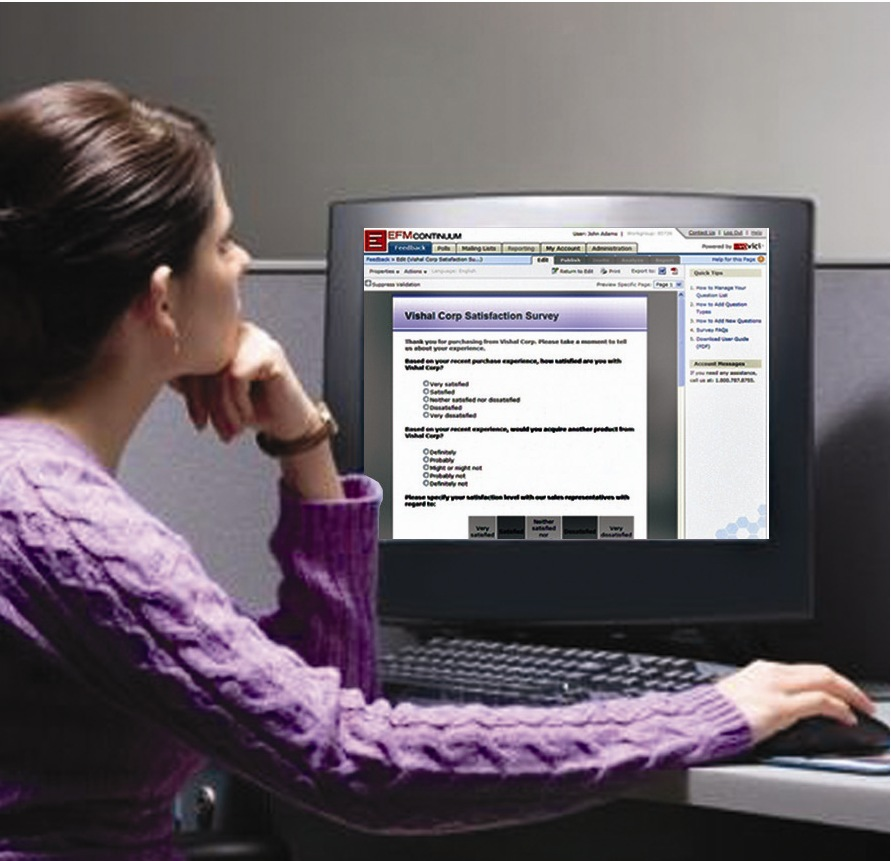 EFM CONTINUUM
User: John Adams | Workgroup:
Contact Us | Log Out | Help
Feedback Polls Mailing Lists Reporting My Account Administration
Powered by vovici
Feedback > Edit (Vishal Corp Satisfaction Su...)
Edit Publish
Help for this Page
Properties Actions Language: English
Return to Edit Print Export to:
Suppress Validation
Preview Specific Page: Page 1
Quick Tips
1. How to Manage Your
Question List
2. How to Add Question
Types
3. How to Add New Questions
4. Survey FAQs
5. Download User Guide
(PDF)
Account Messages
If you need any assistance,
call us at: 1.800.787.8755.
Vishal Corp Satisfaction Survey
Thank you for purchasing from Vishal Corp. Please take a moment to tell
us about your experience.
Based on your recent purchase experience, how satisfied are you with
Vishal Corp?
Very satisfied
Satisfied
Neither satisfied nor dissatisfied
Dissatisfied
Very dissatisfied
Based on your recent experience, would you acquire another product from
Vishal Corp?
Definitely
Probably
Might or might not
Probably not
Definitely not
Please specify your satisfaction level with our sales representatives with
regard to:
Very
satisfied
Satisfied
Neither
satisfied
nor
Dissatisfied
Very
dissatisfied